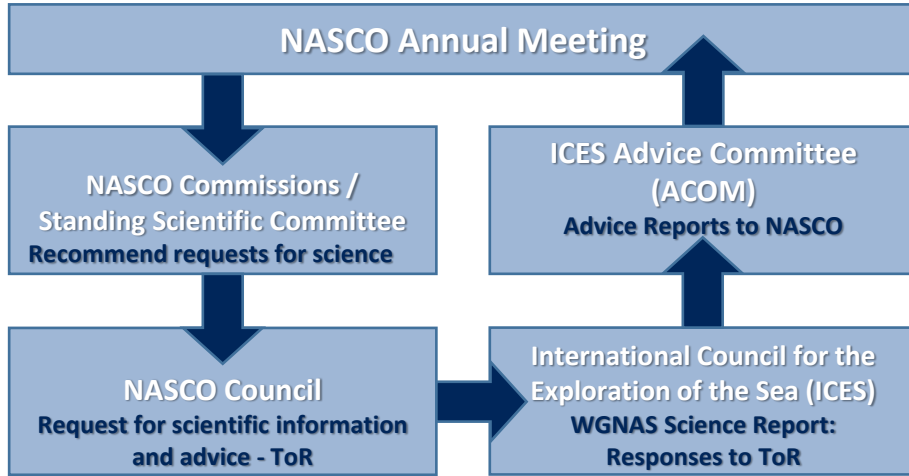 NASCO Annual Meeting
NASCO Commissions /
Standing Scientific Committee
Recommend requests for science
ICES Advice Committee
(ACOM)
Advice Reports to NASCO
NASCO Council
Request for scientific information
and advice - ToR
International Council for the
Exploration of the Sea (ICES)
WGNAS Science Report:
Responses to ToR